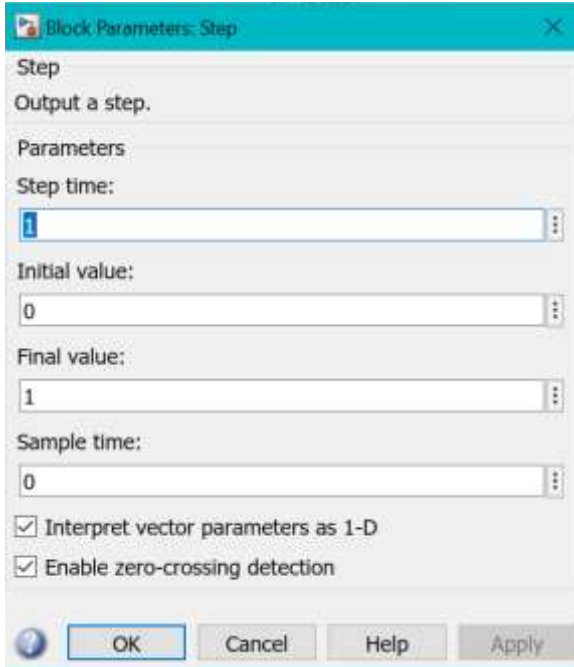 Block Parameters: Step
Step
Output a step.
Parameters
Step time:
1
Initial value:
0
Final value:
1
Sample time:
0
Interpret vector parameters as 1-D
Enable zero-crossing detection
OK Cancel Help Apply